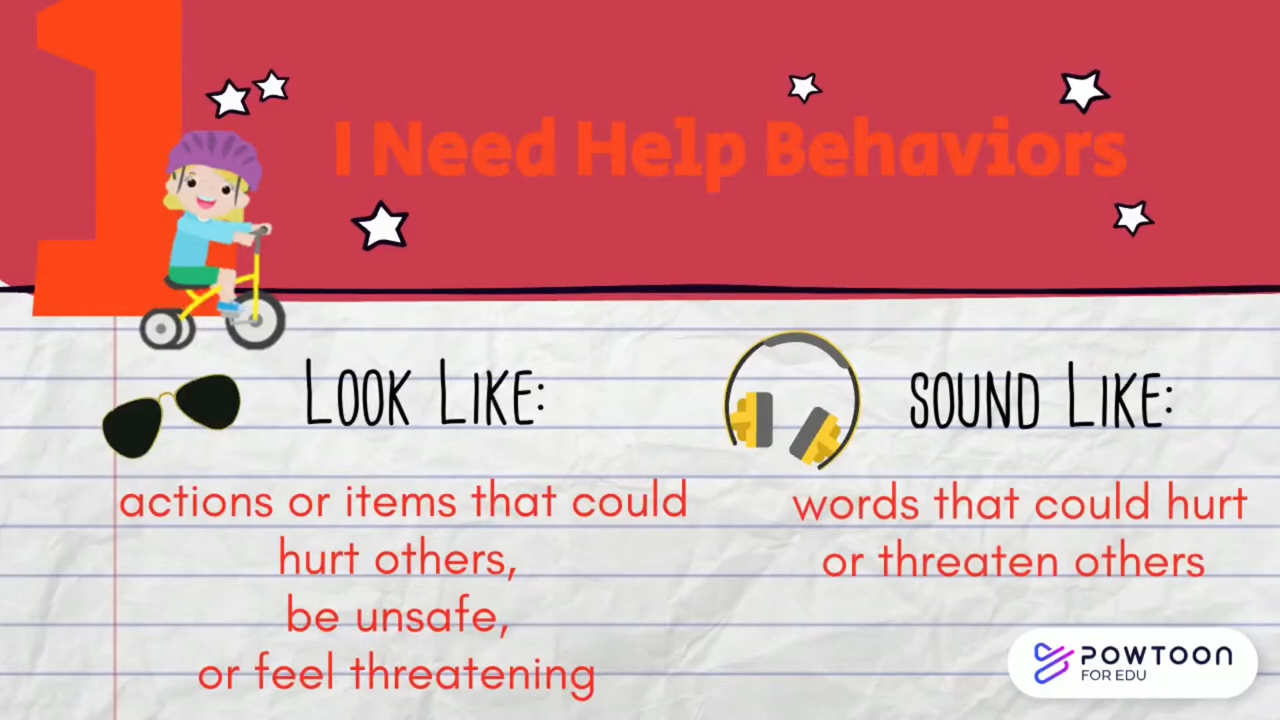 1
I Need Help Behaviors
LOOK LIKE:
actions or items that could
hurt others,
be unsafe,
or feel threatening
SOUND LIKE:
words that could hurt
or threaten others
POWTOON
FOR EDU